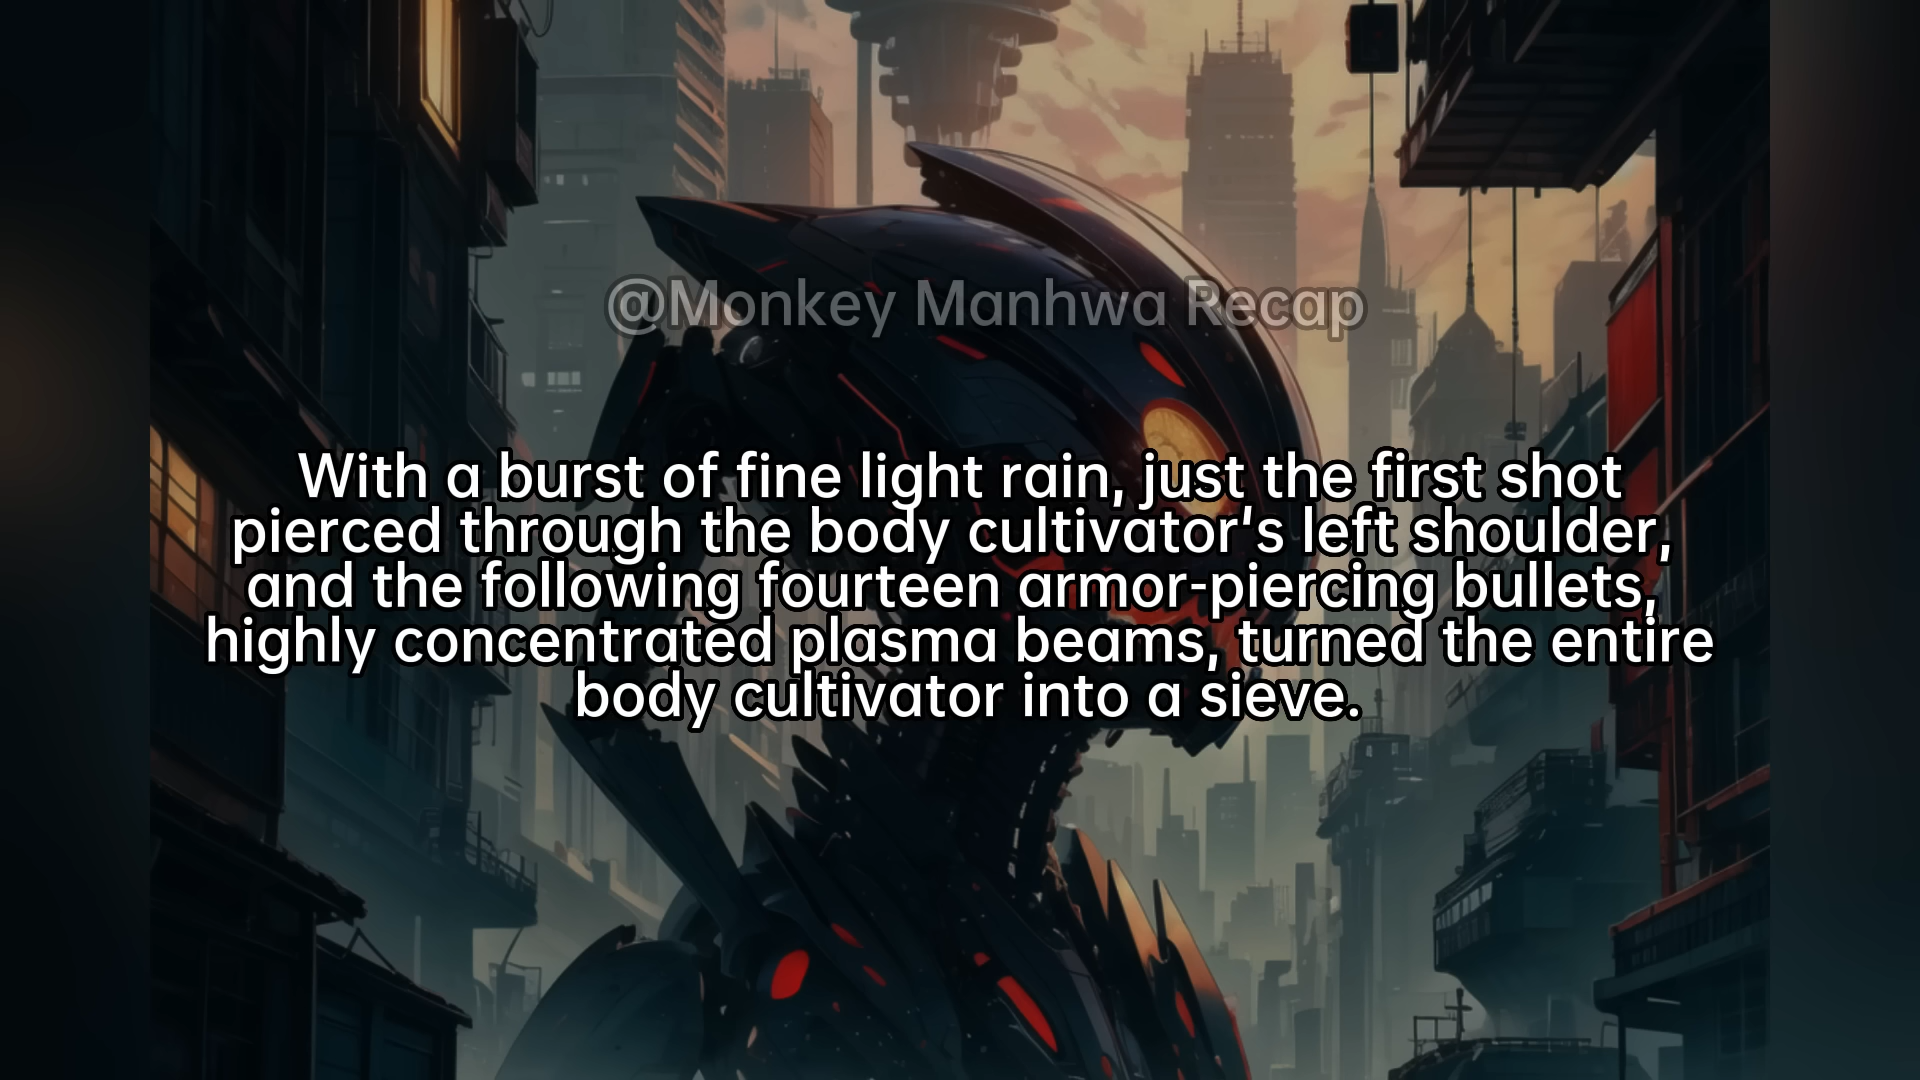 @Monkey Manhwa Recap
With a burst of fine light rain, just the first shot
pierced through the body cultivator's left shoulder,
and the following fourteen armor-piercing bullets,
highly concentrated plasma beams, turned the entire
body cultivator into a sieve.